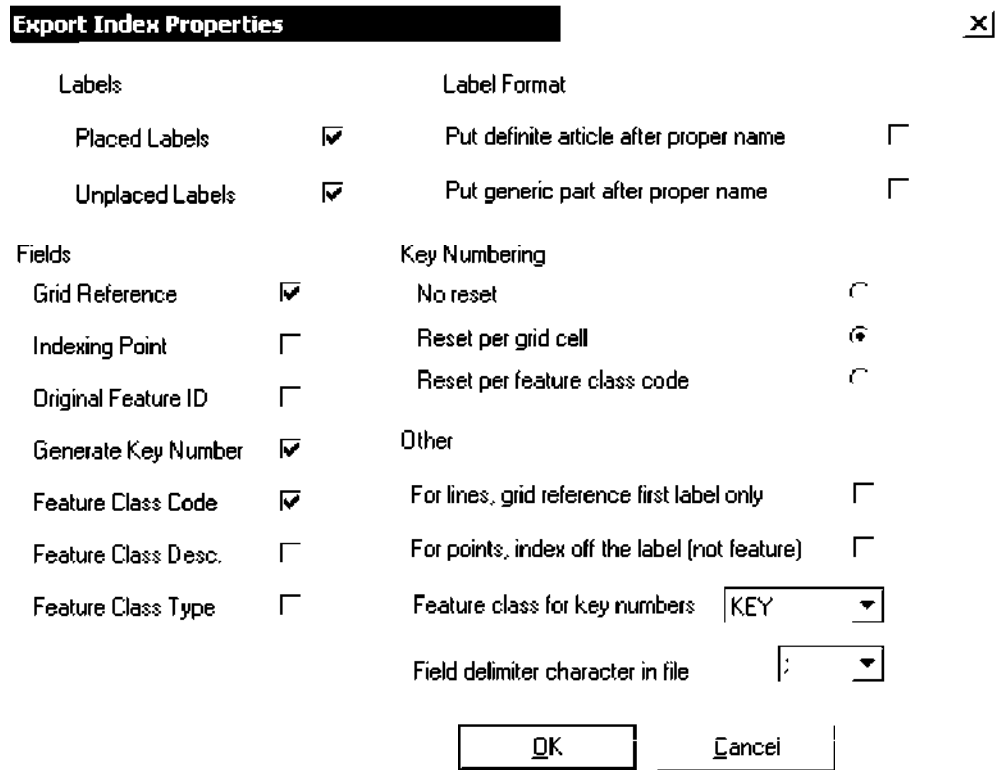 Export Index Properties
Labels
Placed Labels
Unplaced Labels
Label Format
Put definite article after proper name
Put generic part after proper name
Fields
Grid Reference
Indexing Point
Original Feature ID
Generate Key Number
Feature Class Code
Feature Class Desc.
Feature Class Type
Key Numbering
No reset
Reset per grid cell
Reset per feature class code
Other
For lines, grid reference first label only
For points, index off the label (not feature)
Feature class for key numbers KEY
Field delimiter character in file ;
OK Cancel